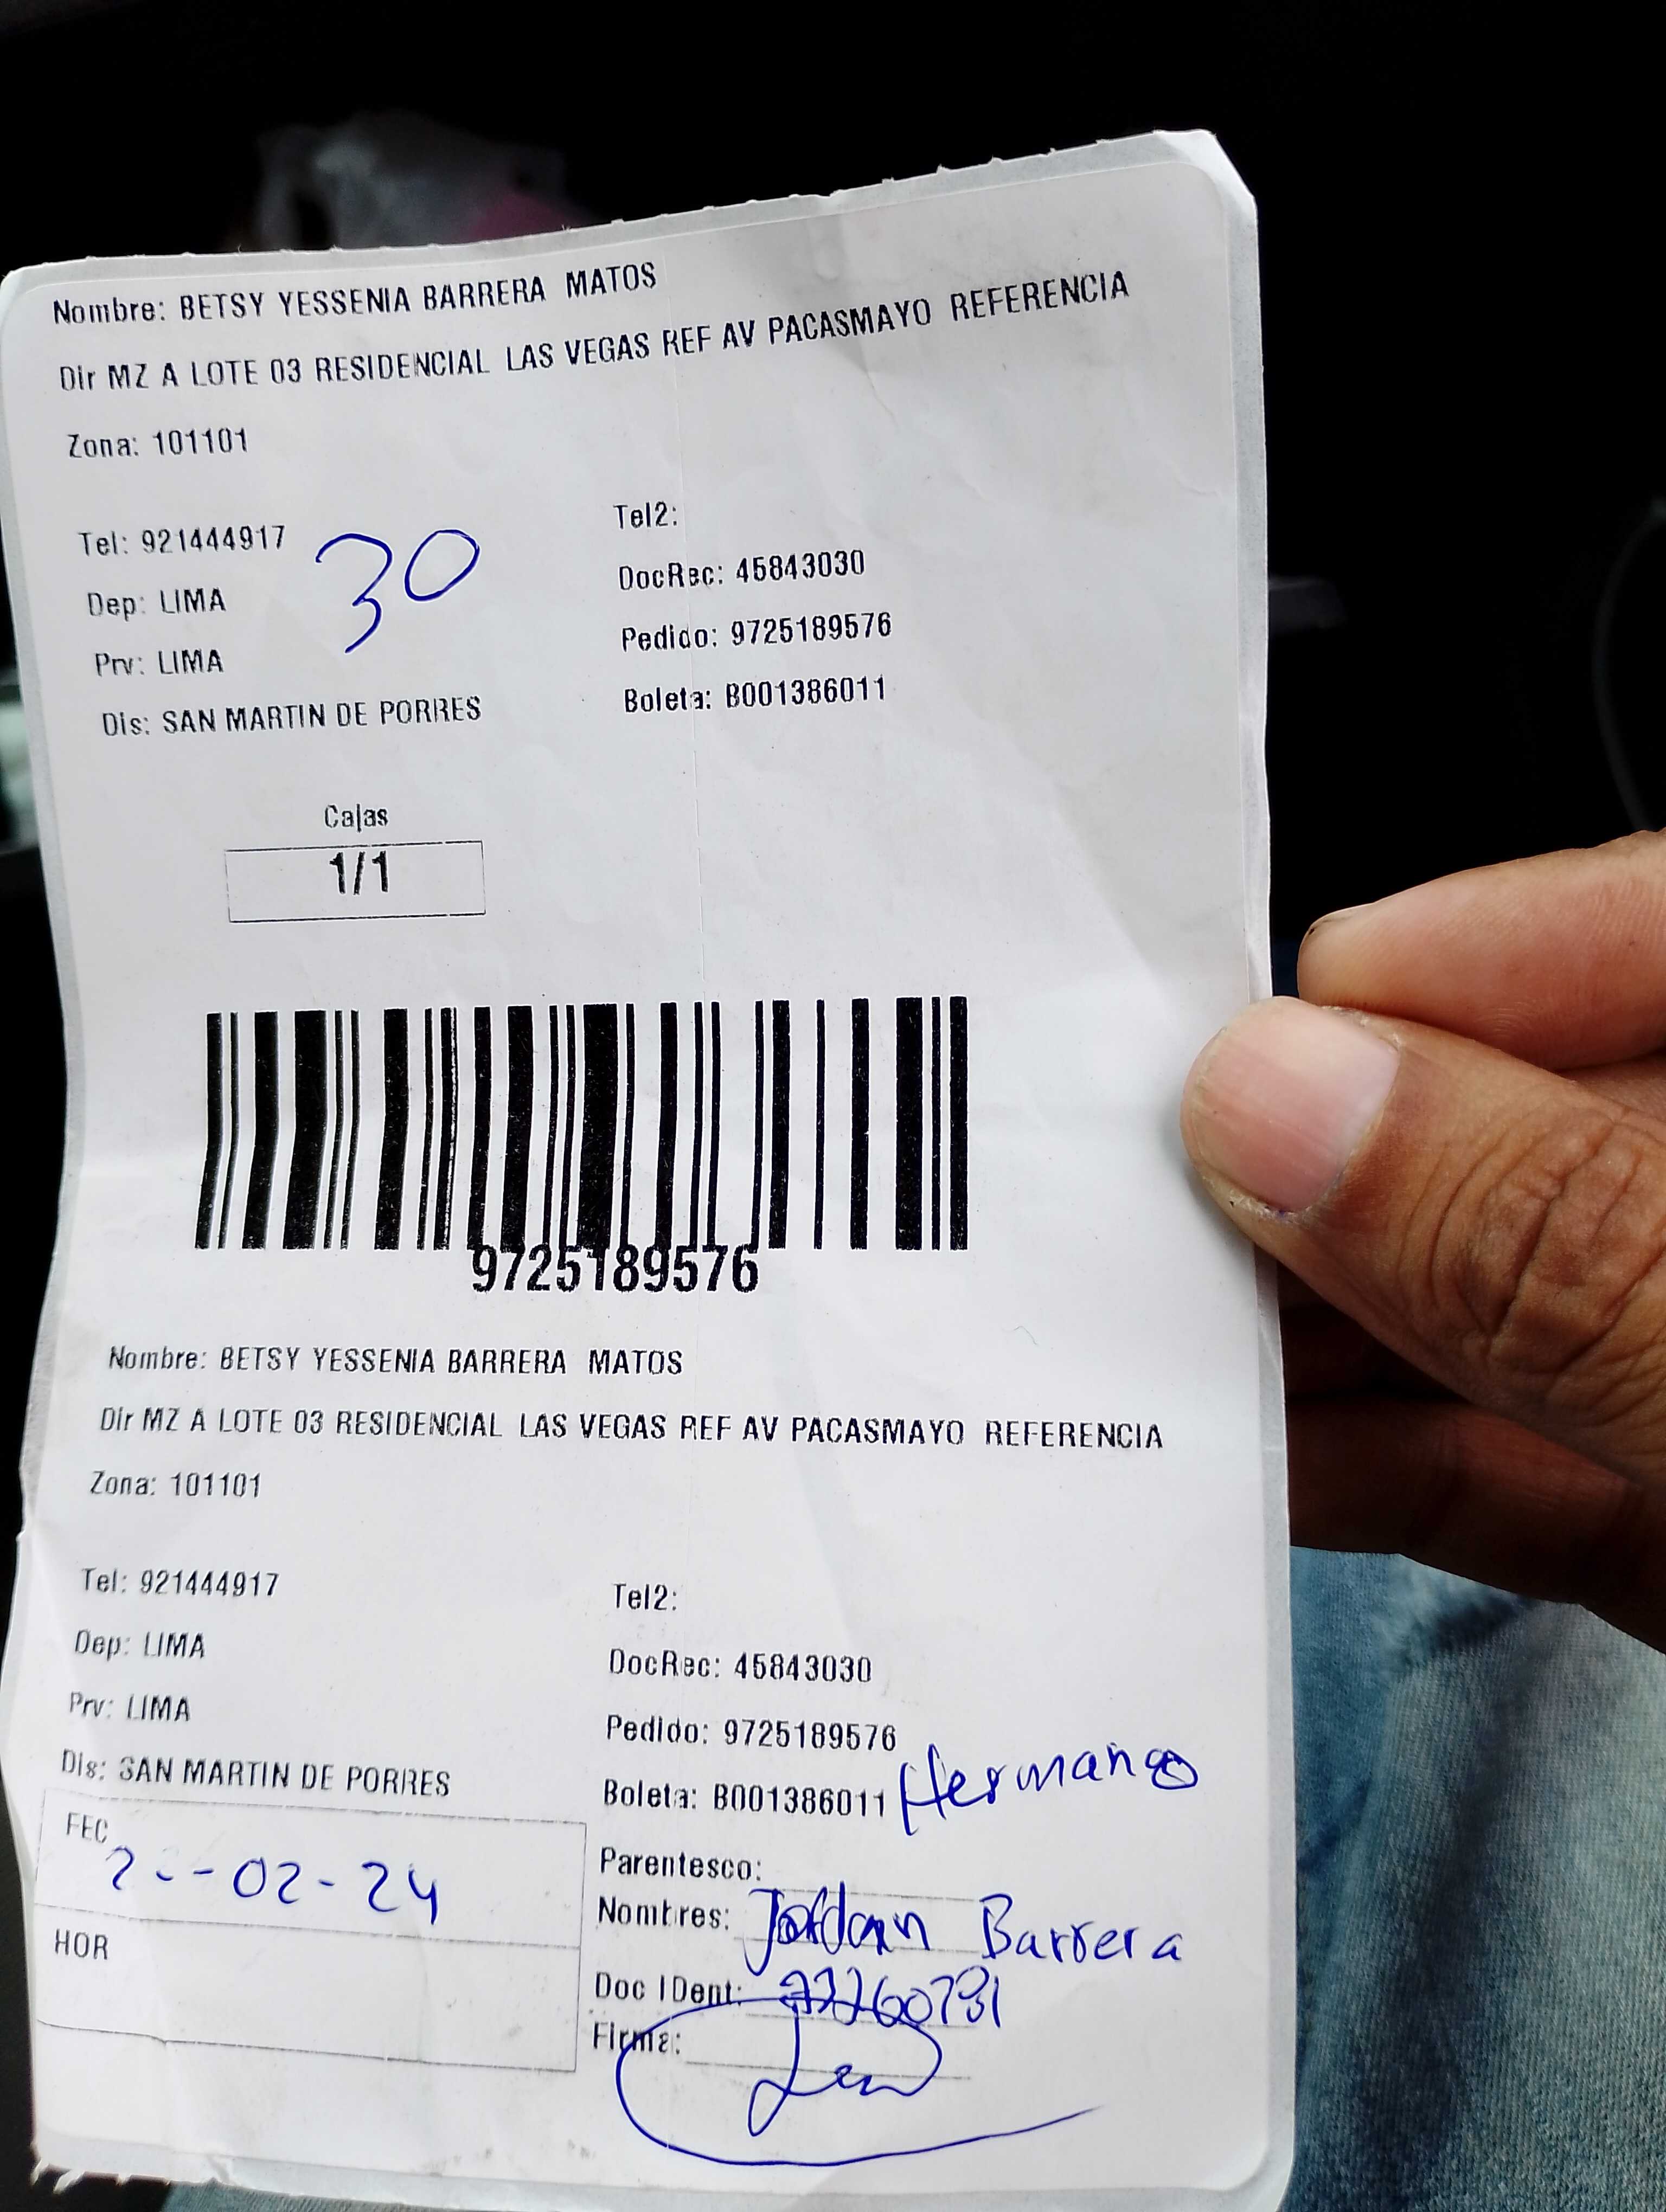 Nombre: BETSY YESSENIA BARRERA MATOS
Dir MZ A LOTE 03 RESIDENCIAL LAS VEGAS REF AV PACASMAYO REFERENCIA
Zona: 101101
Tel: 921444917
30
Tel2:
Dep: LIMA
DocRec: 45843030
Prv: LIMA
Pedido: 9725189576
Dis: SAN MARTIN DE PORRES
Boleta: B001386011
Cajas
1/1
9725189576
Nombre: BETSY YESSENIA BARRERA MATOS
Dir MZ A LOTE 03 RESIDENCIAL LAS VEGAS REF AV PACASMAYO REFERENCIA
Zona: 101101
Tel: 921444917
Tel2:
Dep: LIMA
DocRec: 45843030
Prv: LIMA
Pedido: 9725189576
Dis: SAN MARTIN DE PORRES
Boleta: B001386011
Hermano
FEC
-02-24
HOR
Parentesco:
Nombres: Jordan Barrera
Doc IDent:
Firma: